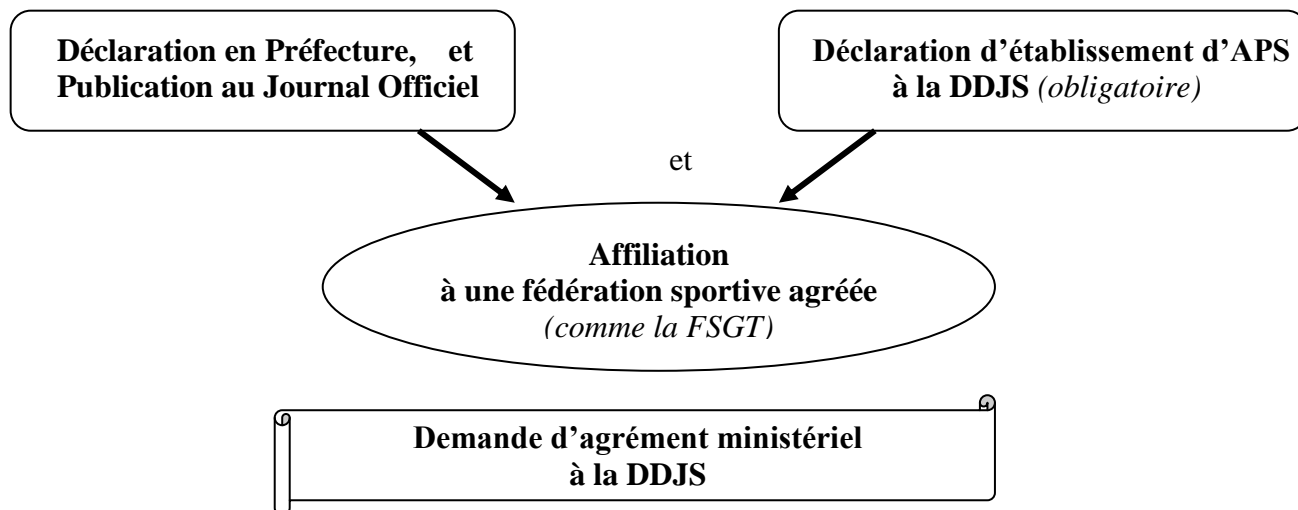 Déclaration en Préfecture, et
Publication au Journal Officiel
Déclaration d’établissement d’APS
à la DDJS (obligatoire)
et
Affiliation
à une fédération sportive agréée
(comme la FSGT)
Demande d’agrément ministériel
à la DDJS